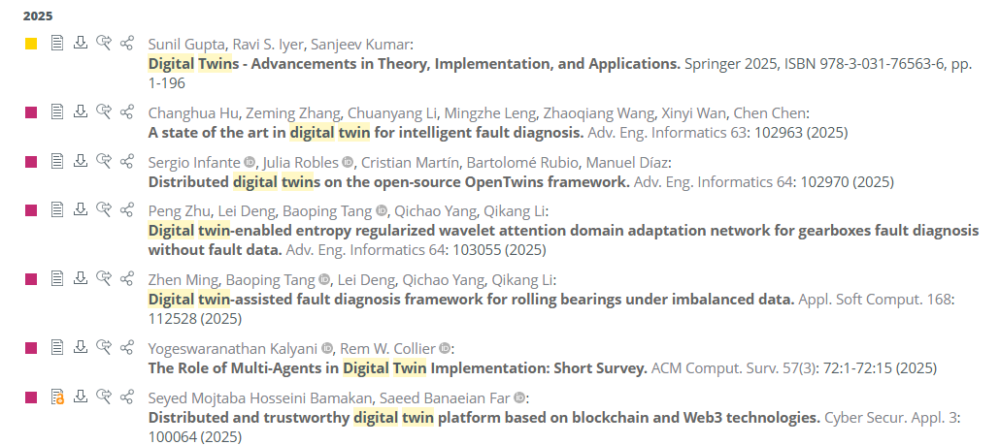 2025
Sunil Gupta, Ravi S. Iyer, Sanjeev Kumar:
Digital Twins - Advancements in Theory, Implementation, and Applications. Springer 2025, ISBN 978-3-031-76563-6, pp.
1-196
Changhua Hu, Zeming Zhang, Chuanyang Li, Mingzhe Leng, Zhaoqiang Wang, Xinyi Wan, Chen Chen:
A state of the art in digital twin for intelligent fault diagnosis. Adv. Eng. Informatics 63: 102963 (2025)
Sergio Infante iD, Julia Robles iD, Cristian Martín, Bartolomé Rubio, Manuel Díaz:
Distributed digital twins on the open-source OpenTwins framework. Adv. Eng. Informatics 64: 102970 (2025)
Peng Zhu, Lei Deng, Baoping Tang iD, Qichao Yang, Qikang Li:
Digital twin-enabled entropy regularized wavelet attention domain adaptation network for gearboxes fault diagnosis
without fault data. Adv. Eng. Informatics 64: 103055 (2025)
Zhen Ming, Baoping Tang iD, Lei Deng, Qichao Yang, Qikang Li:
Digital twin-assisted fault diagnosis framework for rolling bearings under imbalanced data. Appl. Soft Comput. 168:
112528 (2025)
Yogeswaranathan Kalyani iD, Rem W. Collier iD:
The Role of Multi-Agents in Digital Twin Implementation: Short Survey. ACM Comput. Surv. 57(3): 72:1-72:15 (2025)
Seyed Mojtaba Hosseini Bamakan, Saeed Banaeian Far iD:
Distributed and trustworthy digital twin platform based on blockchain and Web3 technologies. Cyber Secur. Appl. 3:
100064 (2025)